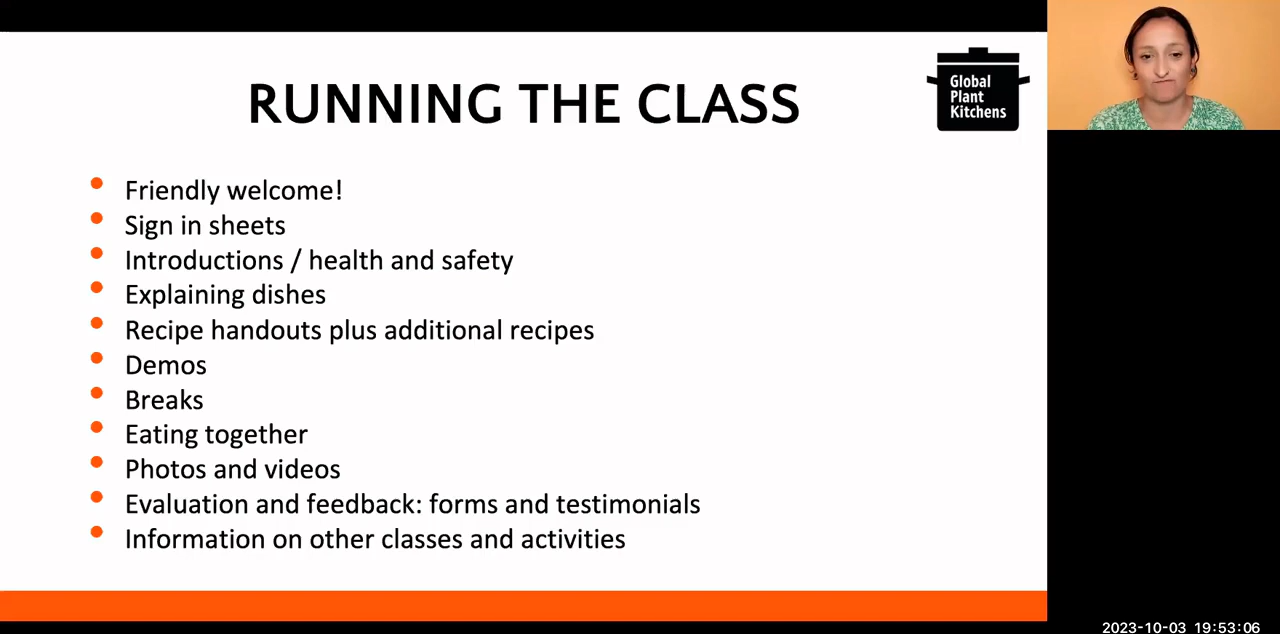 RUNNING THE CLASS
Global
Plant
Kitchens
Friendly welcome!
Sign in sheets
Introductions / health and safety
Explaining dishes
Recipe handouts plus additional recipes
Demos
Breaks
Eating together
Photos and videos
Evaluation and feedback: forms and testimonials
Information on other classes and activities
2023-10-03 19:53:06